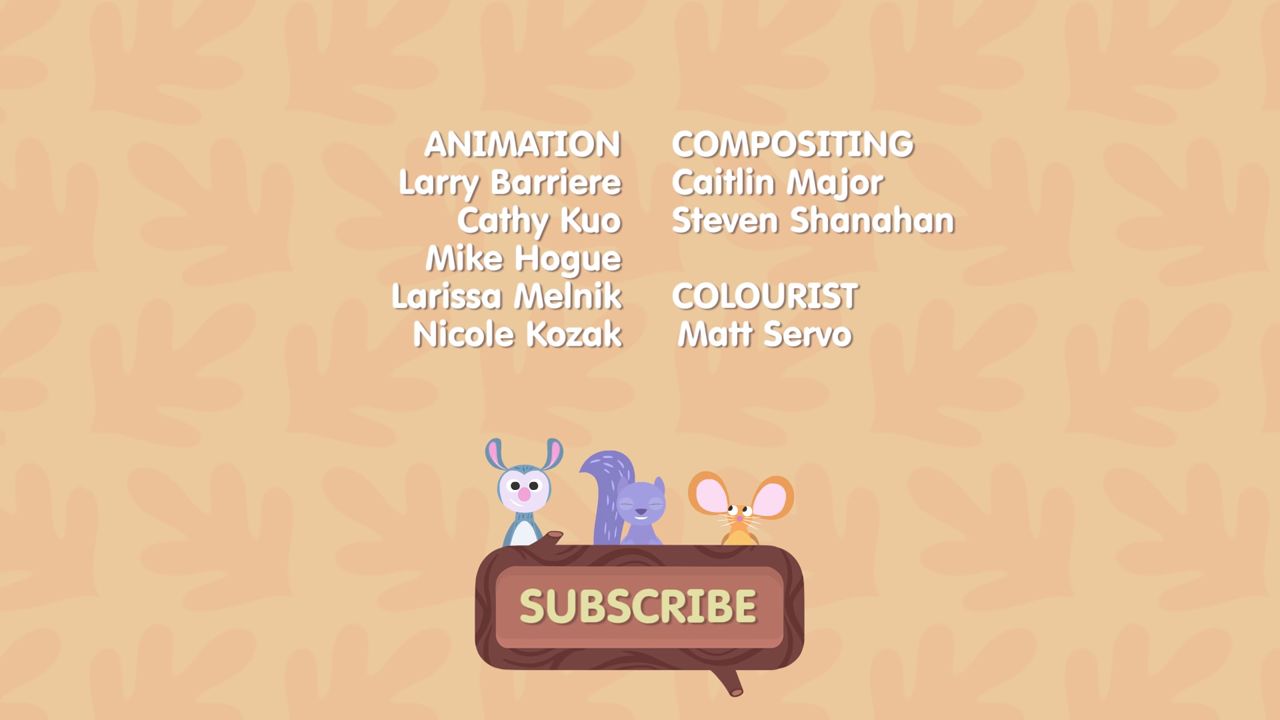 ANIMATION
Larry Barriere
Cathy Kuo
Mike Hogue
Larissa Melnik
Nicole Kozak
COMPOSITING
Caitlin Major
Steven Shanahan
COLOURIST
Matt Servo
SUBSCRIBE